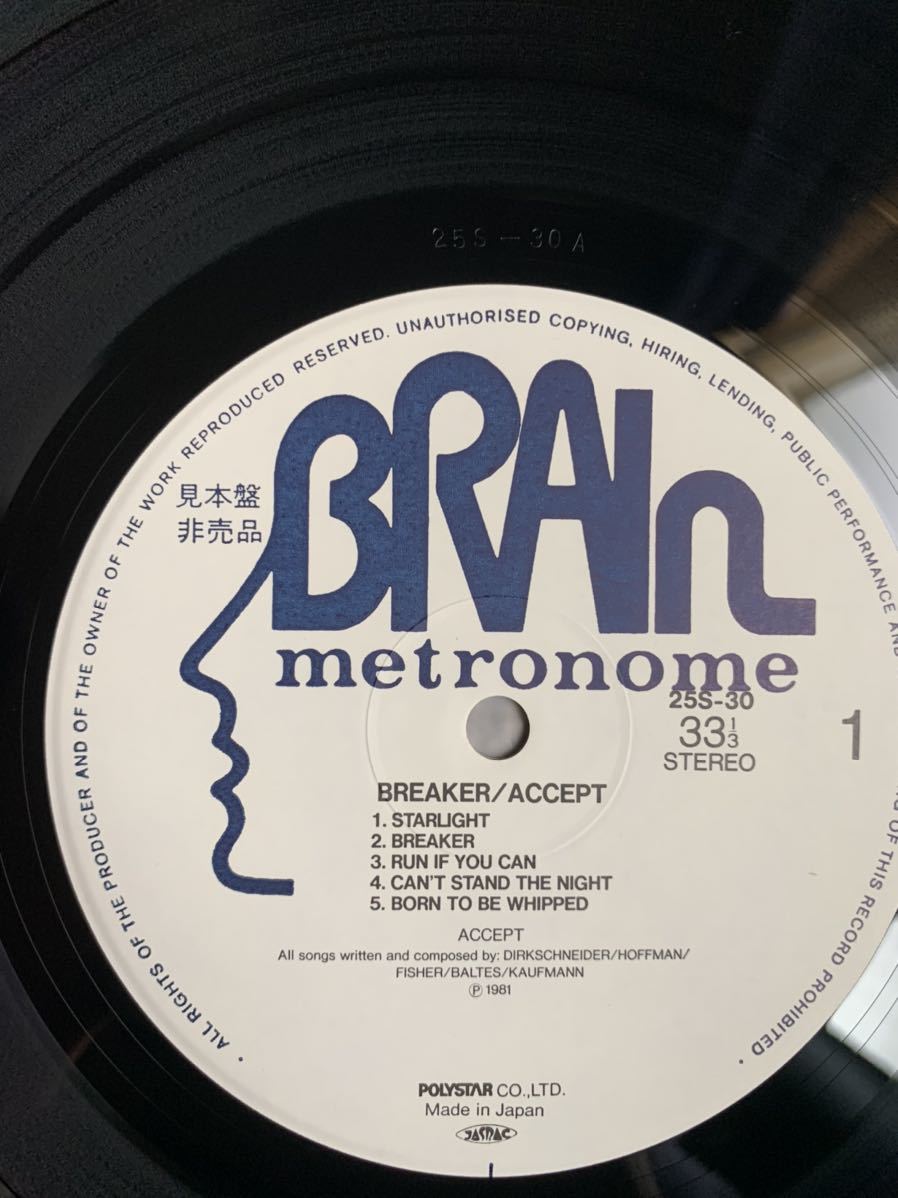 25S-30 A
ALL RIGHTS OF THE PRODUCER AND OF THE OWNER OF THE WORK REPRODUCED RESERVED. UNAUTHORISED COPYING, HIRING, LENDING, PUBLIC PERFORMANCE AND
OF THIS RECORD PROHIBITED
見本盤
非売品
BRAIn
metronome
25S-30
33 1/3
STEREO
1
BREAKER/ACCEPT
1. STARLIGHT
2. BREAKER
3. RUN IF YOU CAN
4. CAN'T STAND THE NIGHT
5. BORN TO BE WHIPPED
ACCEPT
All songs written and composed by: DIRKSCHNEIDER/HOFFMAN/
FISHER/BALTES/KAUFMANN
Ⓟ 1981
POLYSTAR CO.,LTD.
Made in Japan
JASRAC